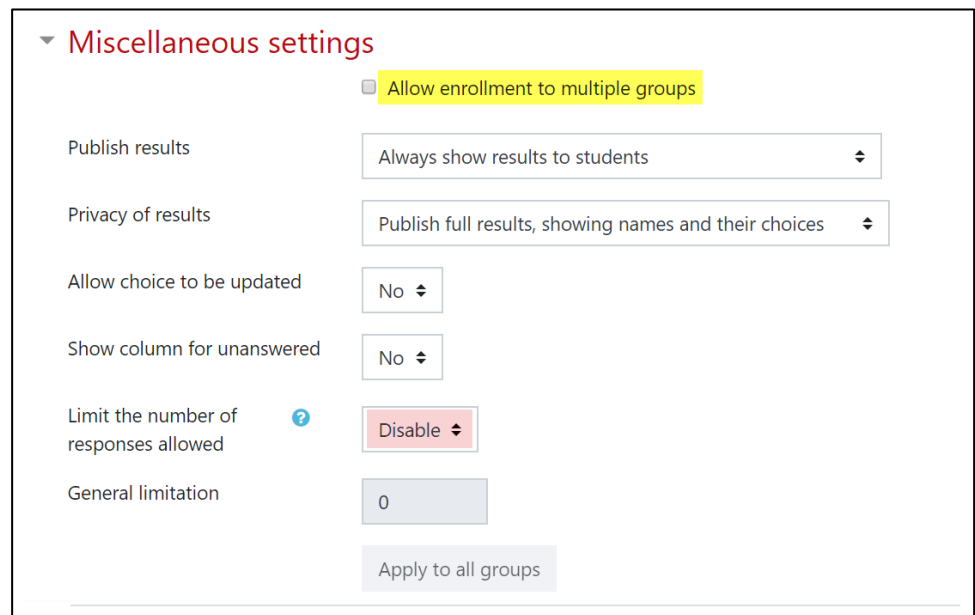 Miscellaneous settings
Allow enrollment to multiple groups
Publish results
Always show results to students
Privacy of results
Publish full results, showing names and their choices
Allow choice to be updated
No
Show column for unanswered
No
Limit the number of
responses allowed
?
Disable
General limitation
0
Apply to all groups